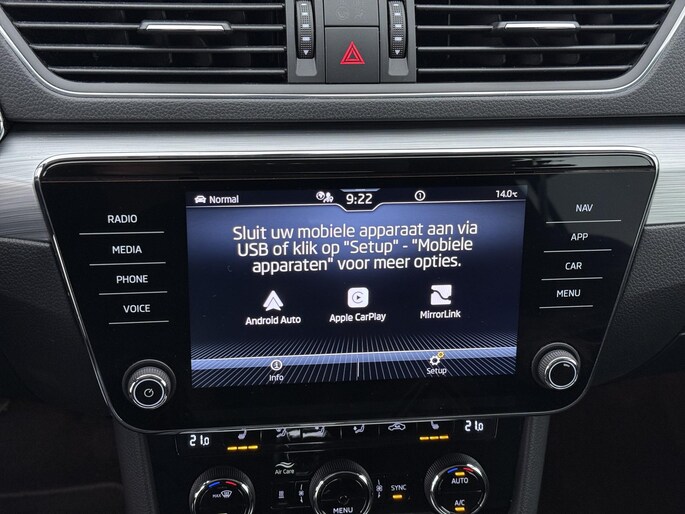 Normal
9:22
14.0°C
RADIO
MEDIA
PHONE
VOICE
Sluit uw mobiele apparaat aan via
USB of klik op "Setup" - "Mobiele
apparaten" voor meer opties.
Android Auto
Apple CarPlay
MirrorLink
Info
Setup
NAV
APP
CAR
MENU
21.0
21.0
Air Care
MAX
MENU
SYNC
AUTO
A/C